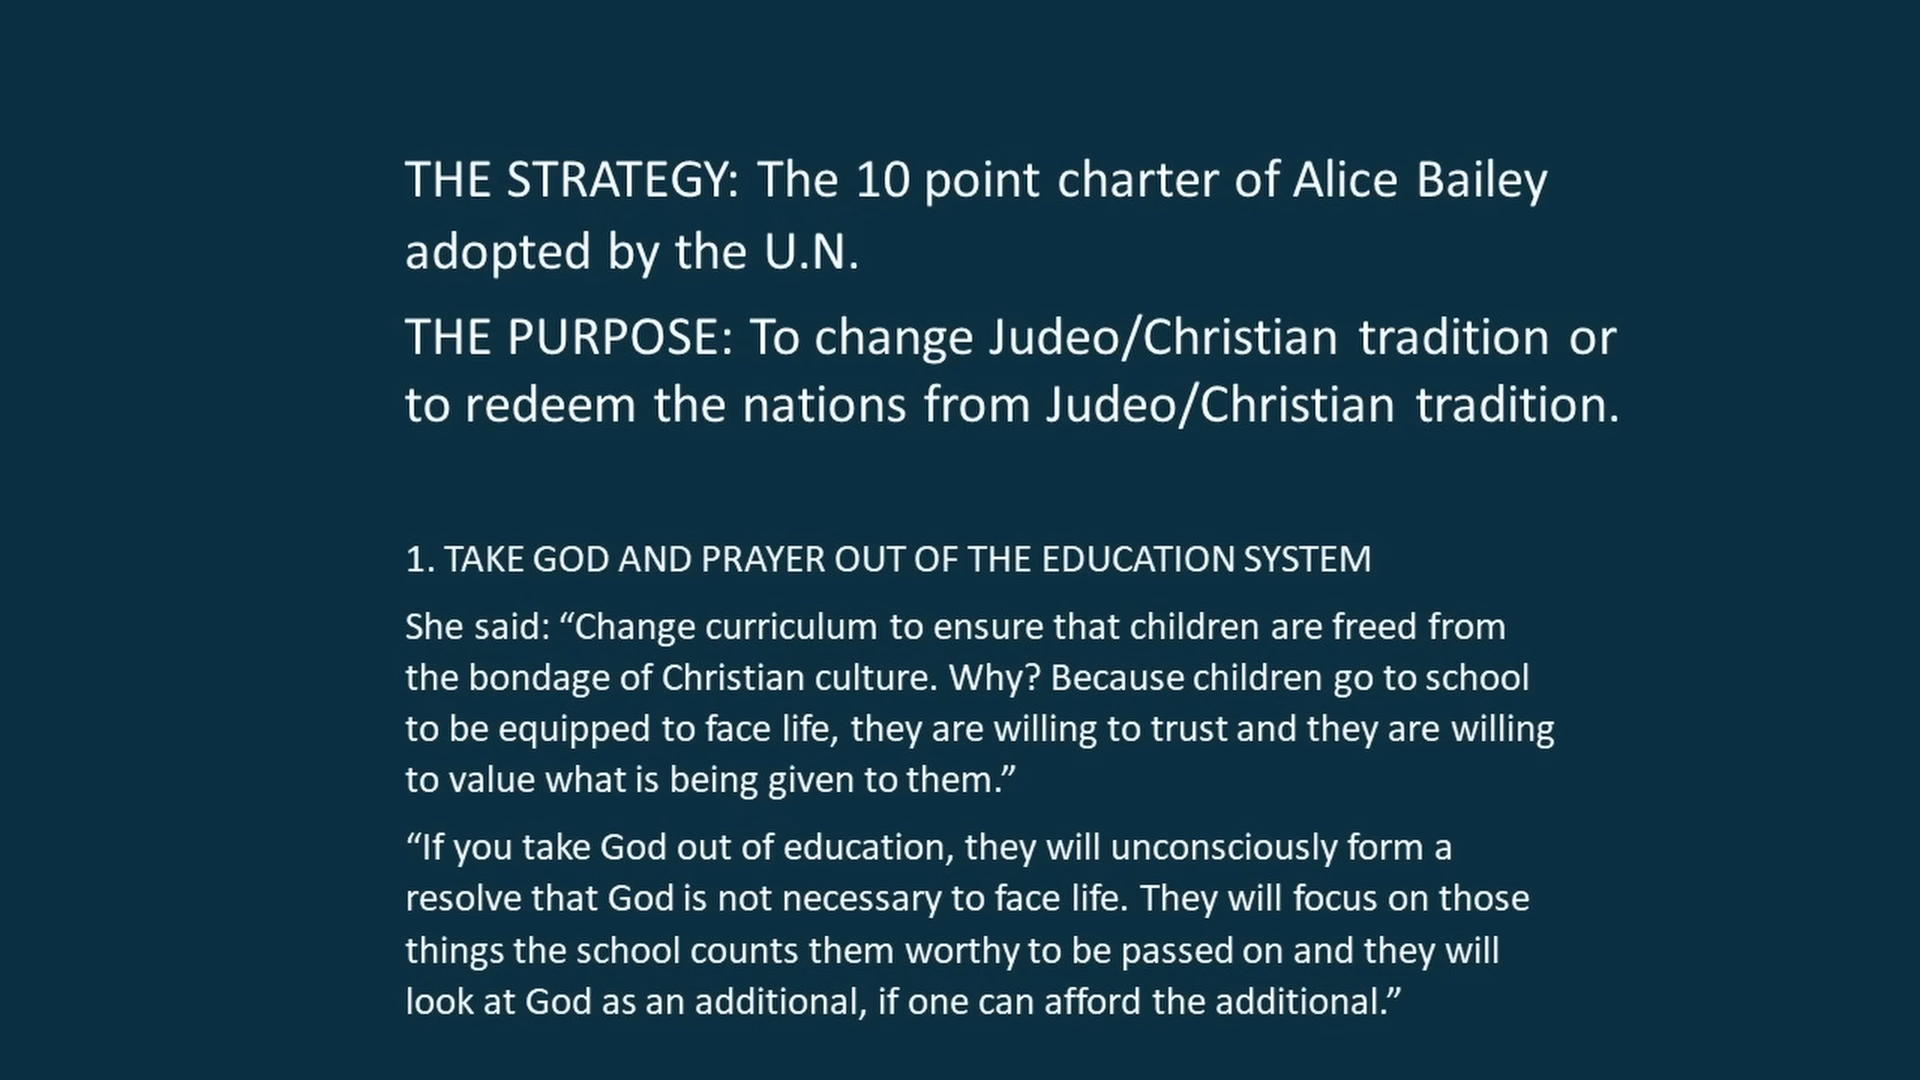 THE STRATEGY: The 10 point charter of Alice Bailey
adopted by the U.N.
THE PURPOSE: To change Judeo/Christian tradition or
to redeem the nations from Judeo/Christian tradition.
1. TAKE GOD AND PRAYER OUT OF THE EDUCATION SYSTEM
She said: “Change curriculum to ensure that children are freed from
the bondage of Christian culture. Why? Because children go to school
to be equipped to face life, they are willing to trust and they are willing
to value what is being given to them.”
“If you take God out of education, they will unconsciously form a
resolve that God is not necessary to face life. They will focus on those
things the school counts them worthy to be passed on and they will
look at God as an additional, if one can afford the additional.”